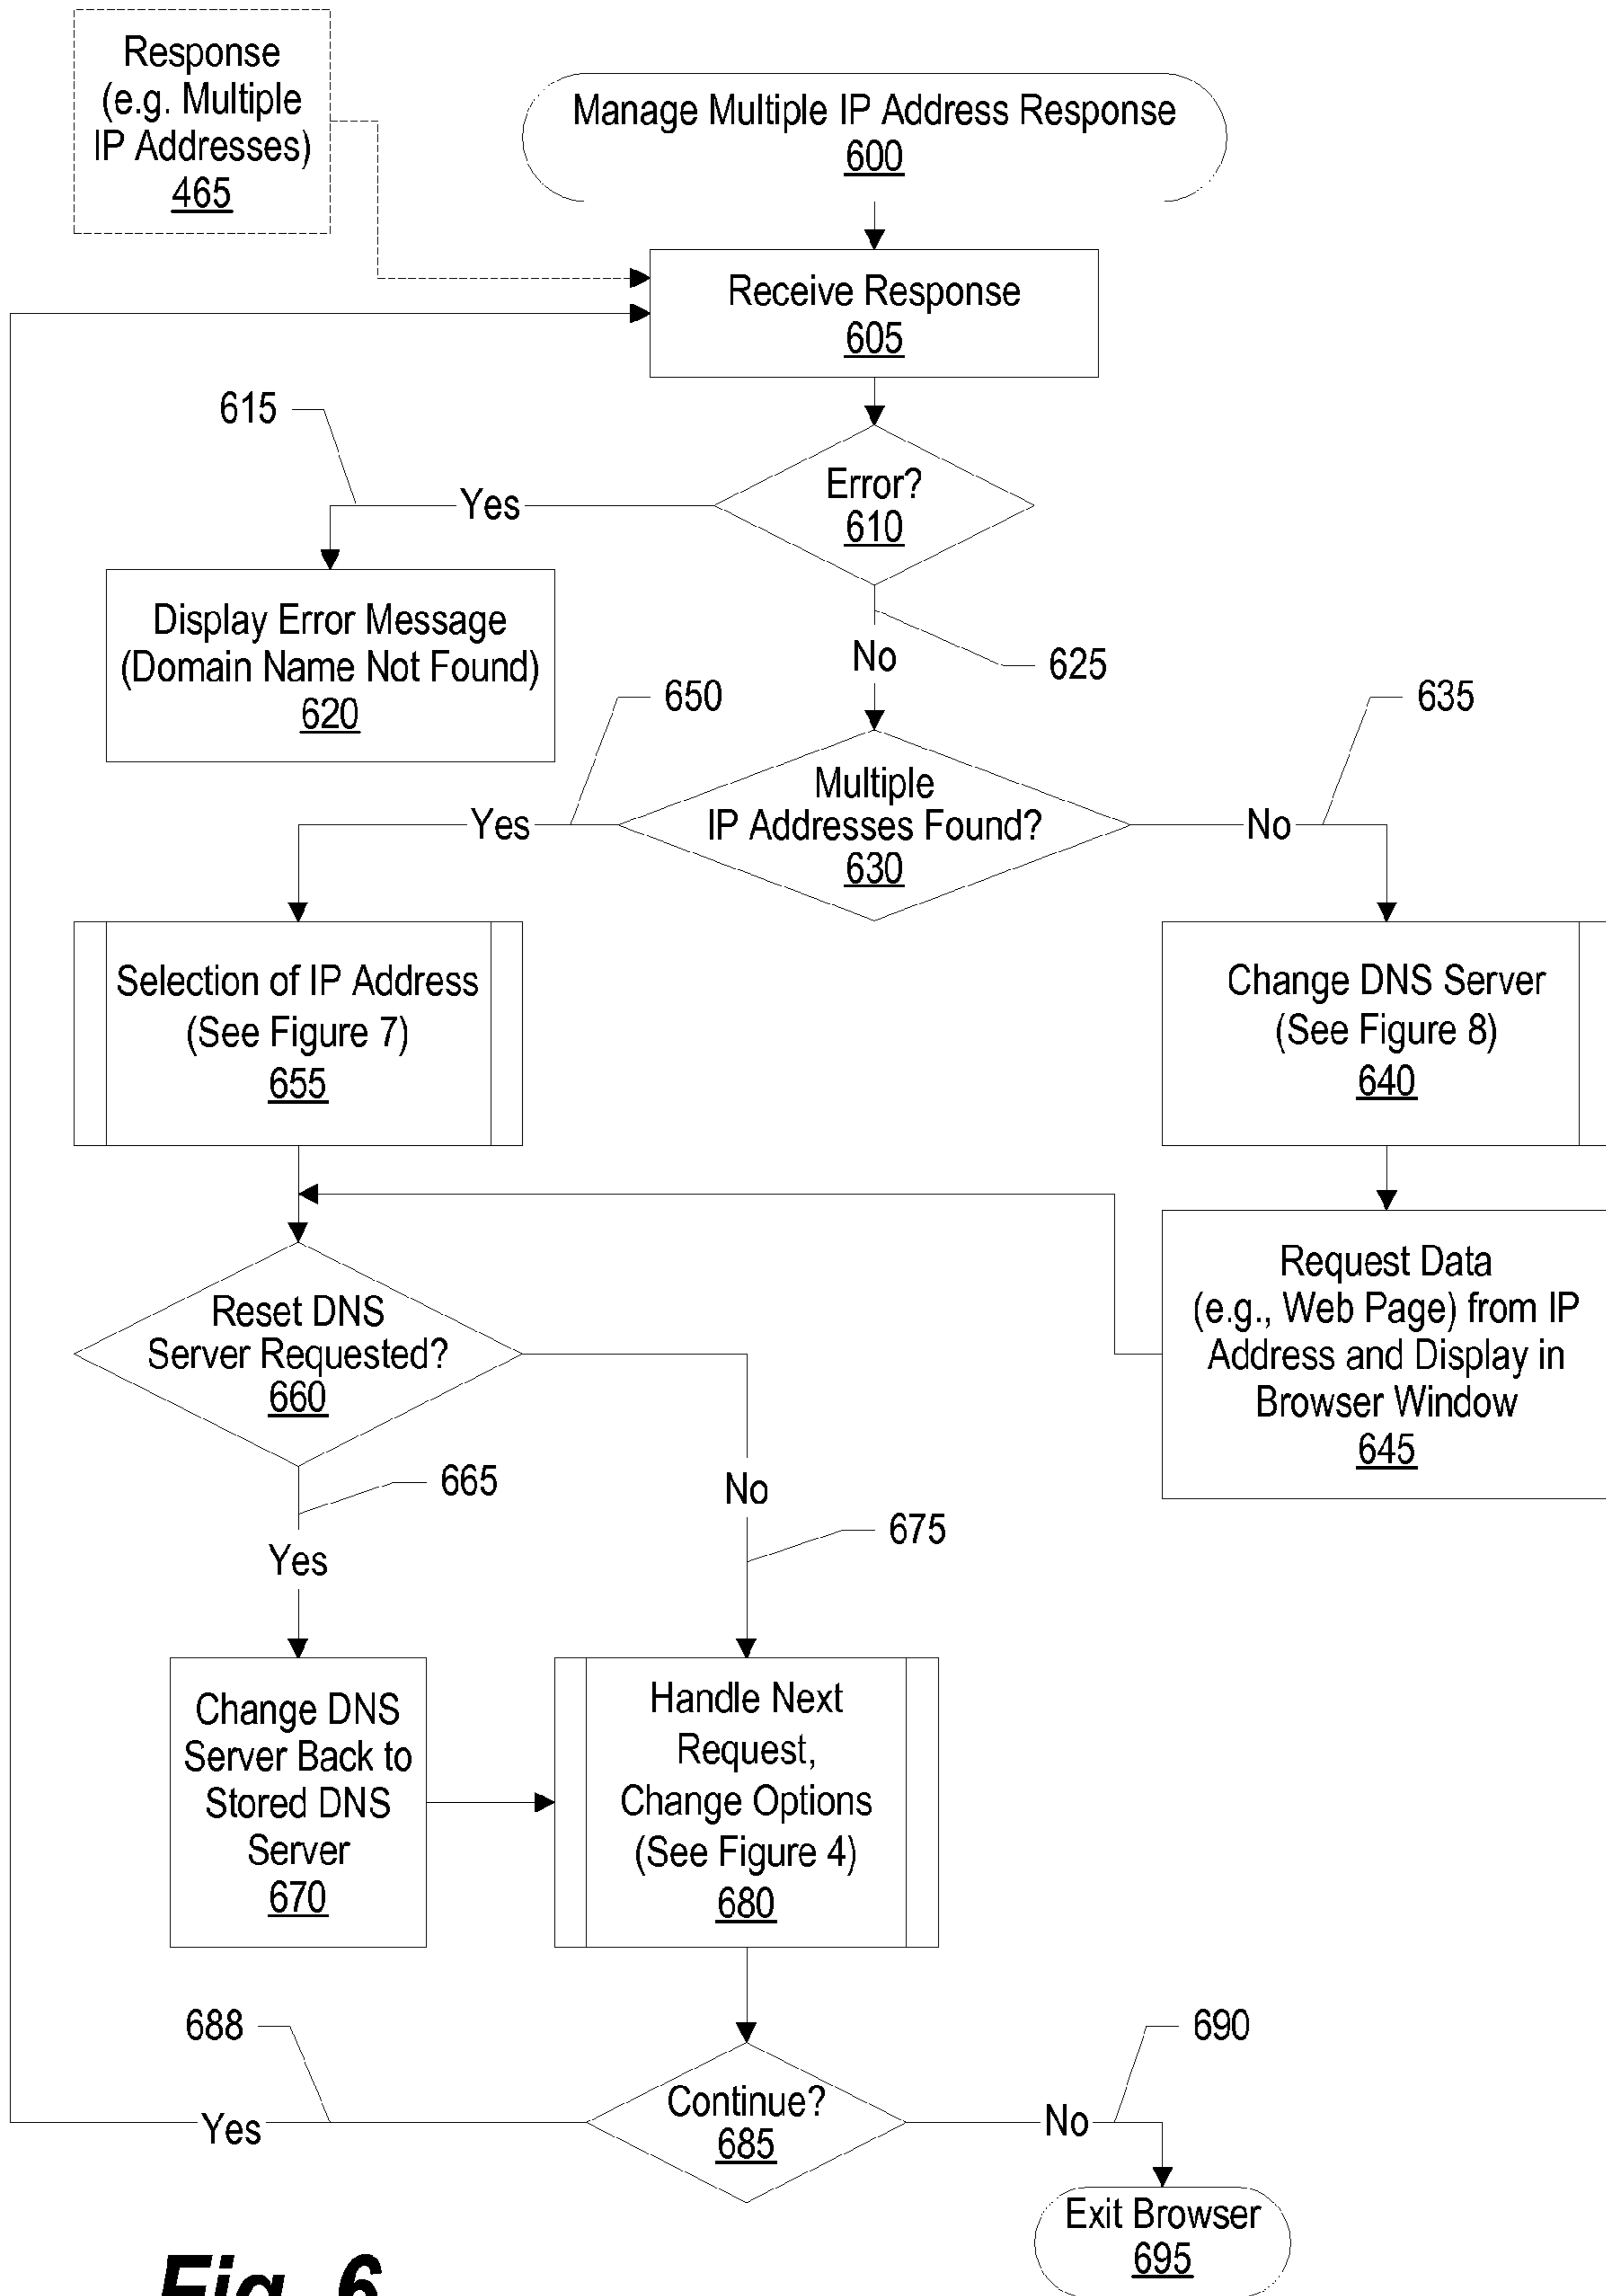 Response
(e.g. Multiple
IP Addresses)
465
Manage Multiple IP Address Response
600
Receive Response
605
615
Yes
Error?
610
Display Error Message
(Domain Name Not Found)
620
No
625
650
635
Yes
Multiple
IP Addresses Found?
630
No
Selection of IP Address
(See Figure 7)
655
Change DNS Server
(See Figure 8)
640
Request Data
(e.g., Web Page) from IP
Address and Display in
Browser Window
645
Reset DNS
Server Requested?
660
665
Yes
No
675
Change DNS
Server Back to
Stored DNS
Server
670
Handle Next
Request,
Change Options
(See Figure 4)
680
688
Yes
Continue?
685
No
690
Exit Browser
695
Fig. 6